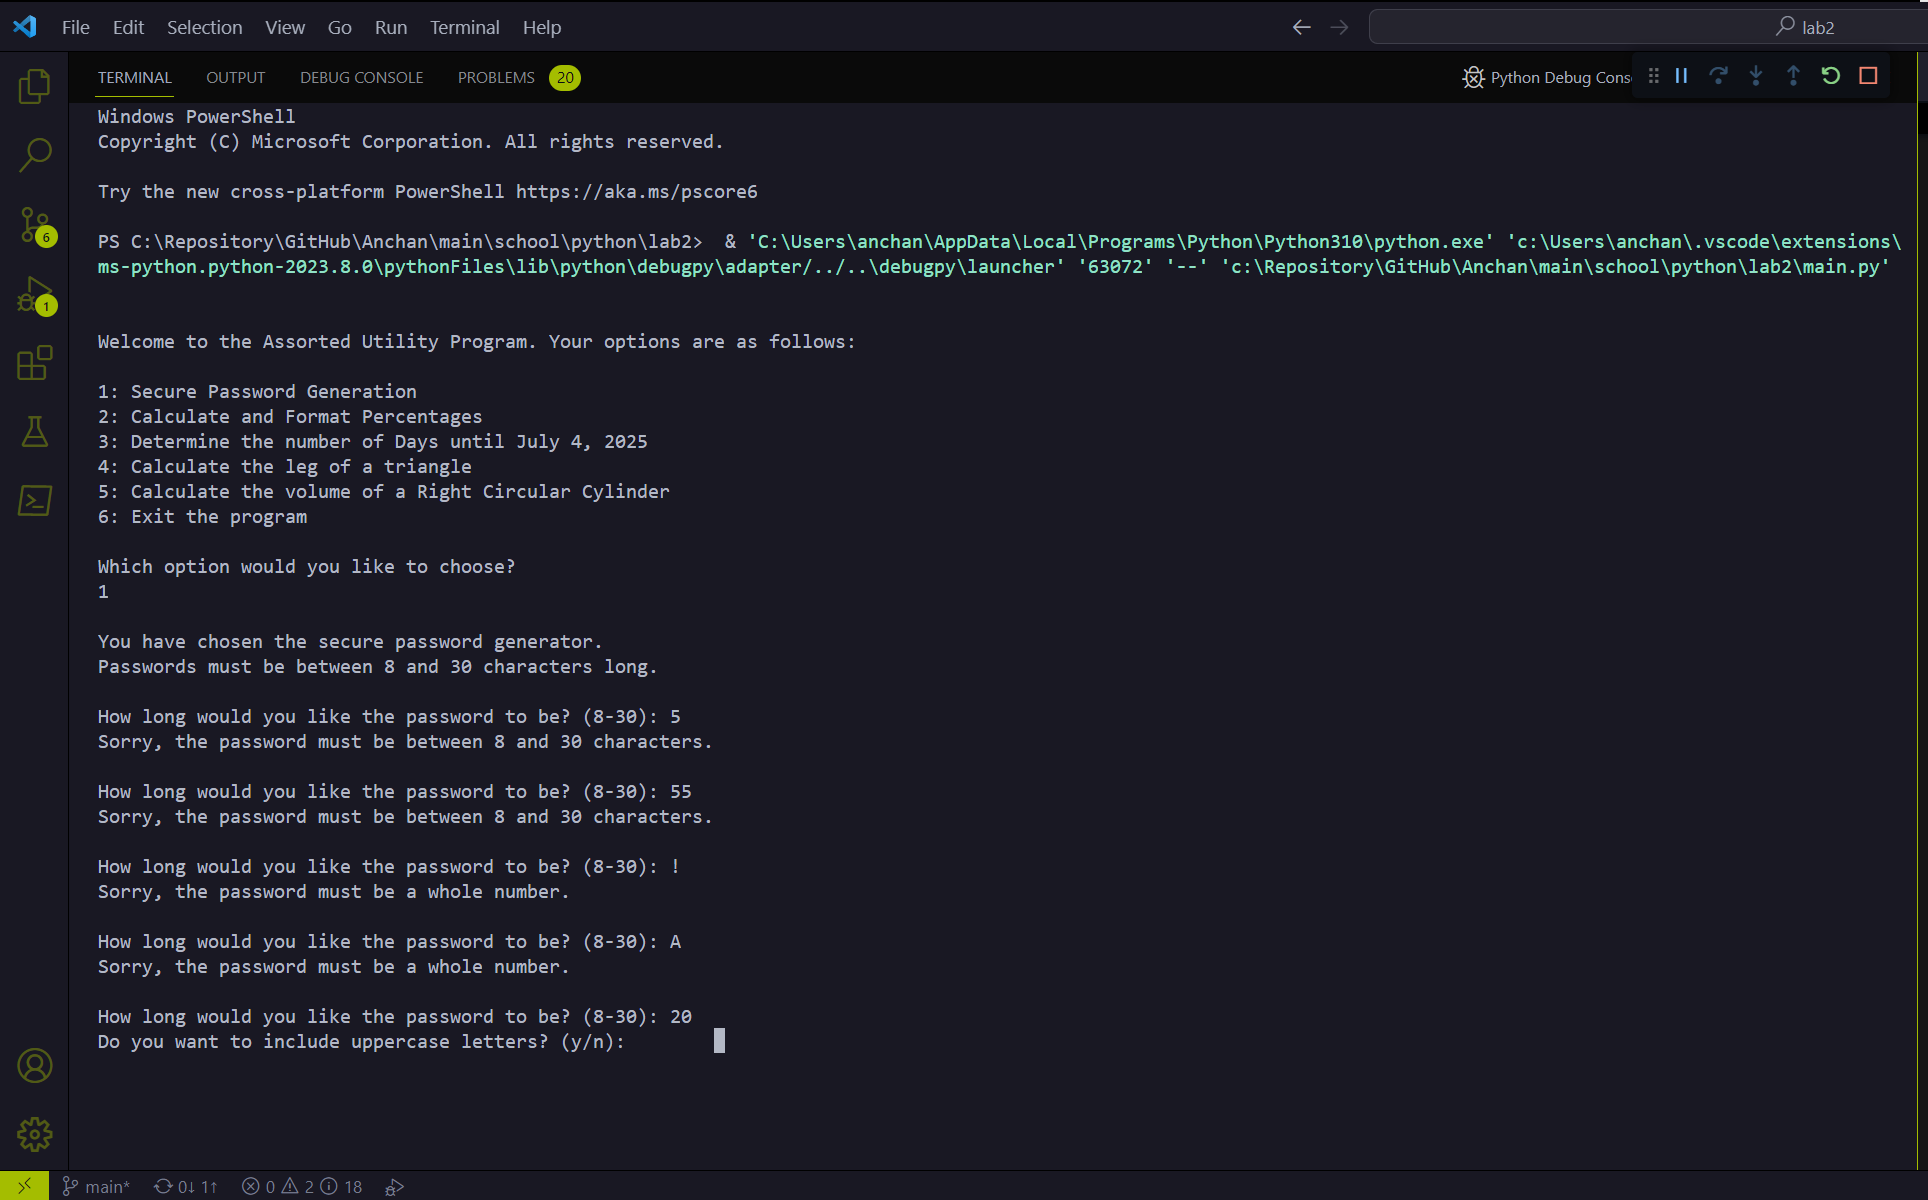 File Edit Selection View Go Run Terminal Help lab2
TERMINAL OUTPUT DEBUG CONSOLE PROBLEMS 20 Python Debug Cons
Windows PowerShell
Copyright (C) Microsoft Corporation. All rights reserved.
Try the new cross-platform PowerShell https://aka.ms/pscore6
PS C:\Repository\GitHub\Anchan\main\school\python\lab2>  & 'C:\Users\anchan\AppData\Local\Programs\Python\Python310\python.exe' 'c:\Users\anchan\.vscode\extensions\
ms-python.python-2023.8.0\pythonFiles\lib\python\debugpy\adapter/../..\debugpy\launcher' '63072' '--' 'c:\Repository\GitHub\Anchan\main\school\python\lab2\main.py'
Welcome to the Assorted Utility Program. Your options are as follows:
1: Secure Password Generation
2: Calculate and Format Percentages
3: Determine the number of Days until July 4, 2025
4: Calculate the leg of a triangle
5: Calculate the volume of a Right Circular Cylinder
6: Exit the program
Which option would you like to choose?
1
You have chosen the secure password generator.
Passwords must be between 8 and 30 characters long.
How long would you like the password to be? (8-30): 5
Sorry, the password must be between 8 and 30 characters.
How long would you like the password to be? (8-30): 55
Sorry, the password must be between 8 and 30 characters.
How long would you like the password to be? (8-30): !
Sorry, the password must be a whole number.
How long would you like the password to be? (8-30): A
Sorry, the password must be a whole number.
How long would you like the password to be? (8-30): 20
Do you want to include uppercase letters? (y/n):
6
1
main* 0↓ 1↑ 0 2 18